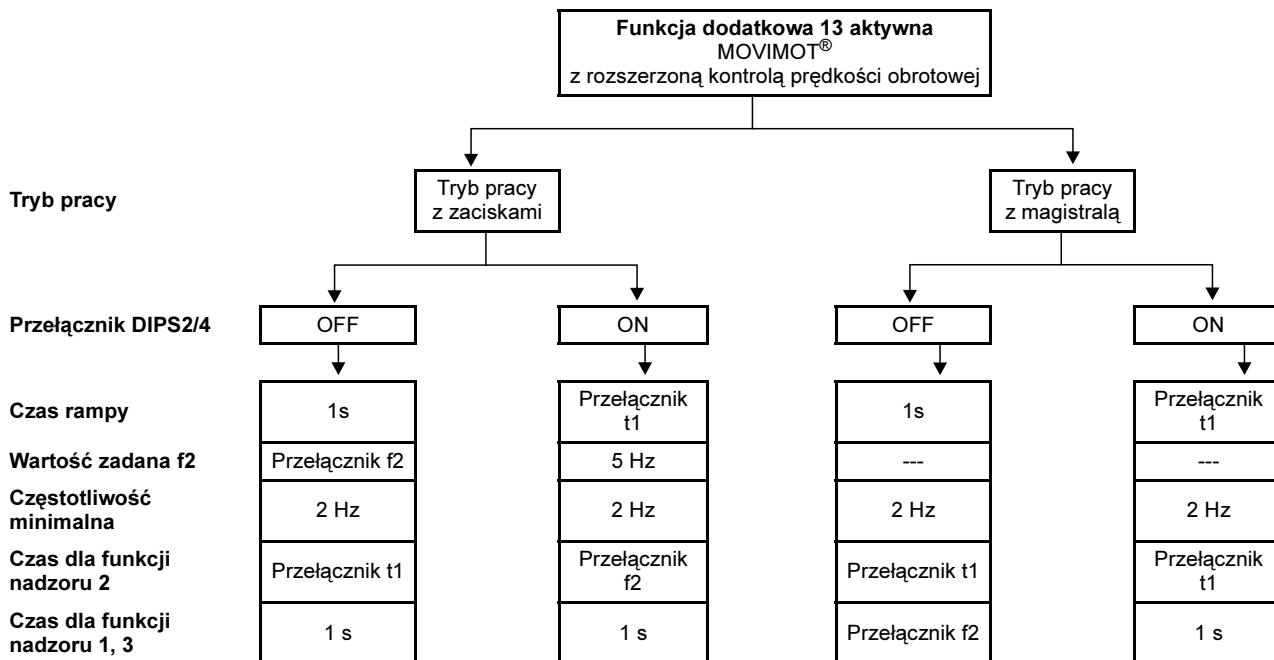 Funkcja dodatkowa 13 aktywna
MOVIMOT®
z rozszerzoną kontrolą prędkości obrotowej
Tryb pracy
Tryb pracy
z zaciskami
Tryb pracy
z magistralą
Przełącznik DIPS2/4
OFF
ON
OFF
ON
Czas rampy
1s
Przełącznik
t1
1s
Przełącznik
t1
Wartość zadana f2
Przełącznik f2
5 Hz
---
---
Częstotliwość
minimalna
2 Hz
2 Hz
2 Hz
2 Hz
Czas dla funkcji
nadzoru 2
Przełącznik t1
Przełącznik
f2
Przełącznik t1
Przełącznik
t1
Czas dla funkcji
nadzoru 1, 3
1 s
1 s
Przełącznik f2
1 s